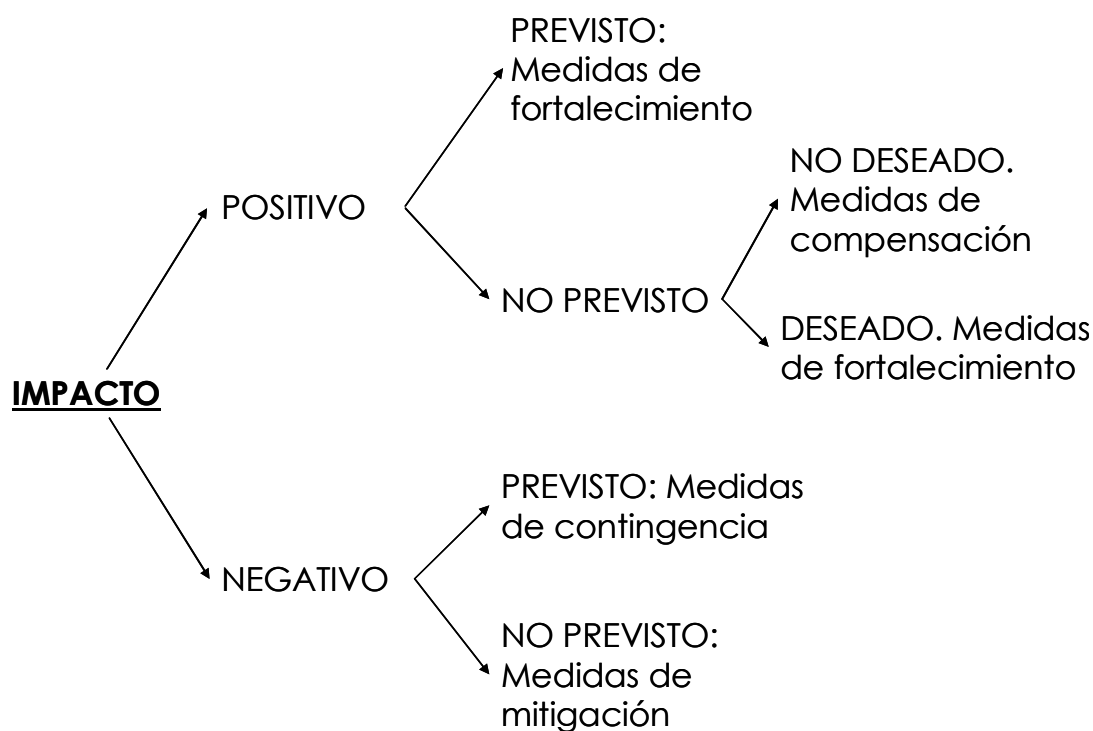 PREVISTO:
Medidas de
fortalecimiento
NO DESEADO.
Medidas de
compensación
POSITIVO
NO PREVISTO
DESEADO. Medidas
de fortalecimiento
IMPACTO
PREVISTO: Medidas
de contingencia
NEGATIVO
NO PREVISTO:
Medidas de
mitigación